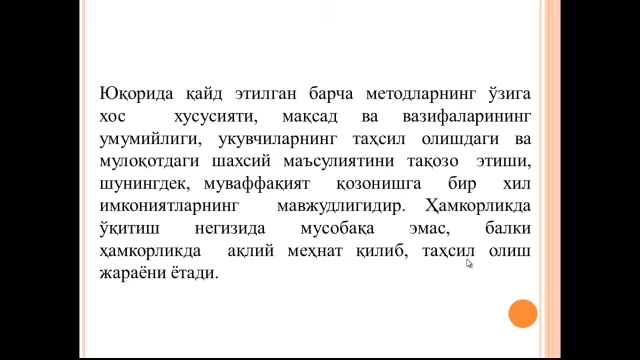 Юқорида қайд этилган барча методларнинг ўзига
хос хусусияти, мақсад ва вазифаларининг
умумийлиги, укувчиларнинг таҳсил олишдаги ва
мулоқотдаги шахсий маъсулиятини тақозо этиши,
шунингдек, муваффақият қозонишга бир хил
имкониятларнинг мавжудлигидир. Ҳамкорликда
ўқитиш негизида мусобақа эмас, балки
ҳамкорликда ақлий меҳнат қилиб, таҳсил олиш
жараёни ётади.